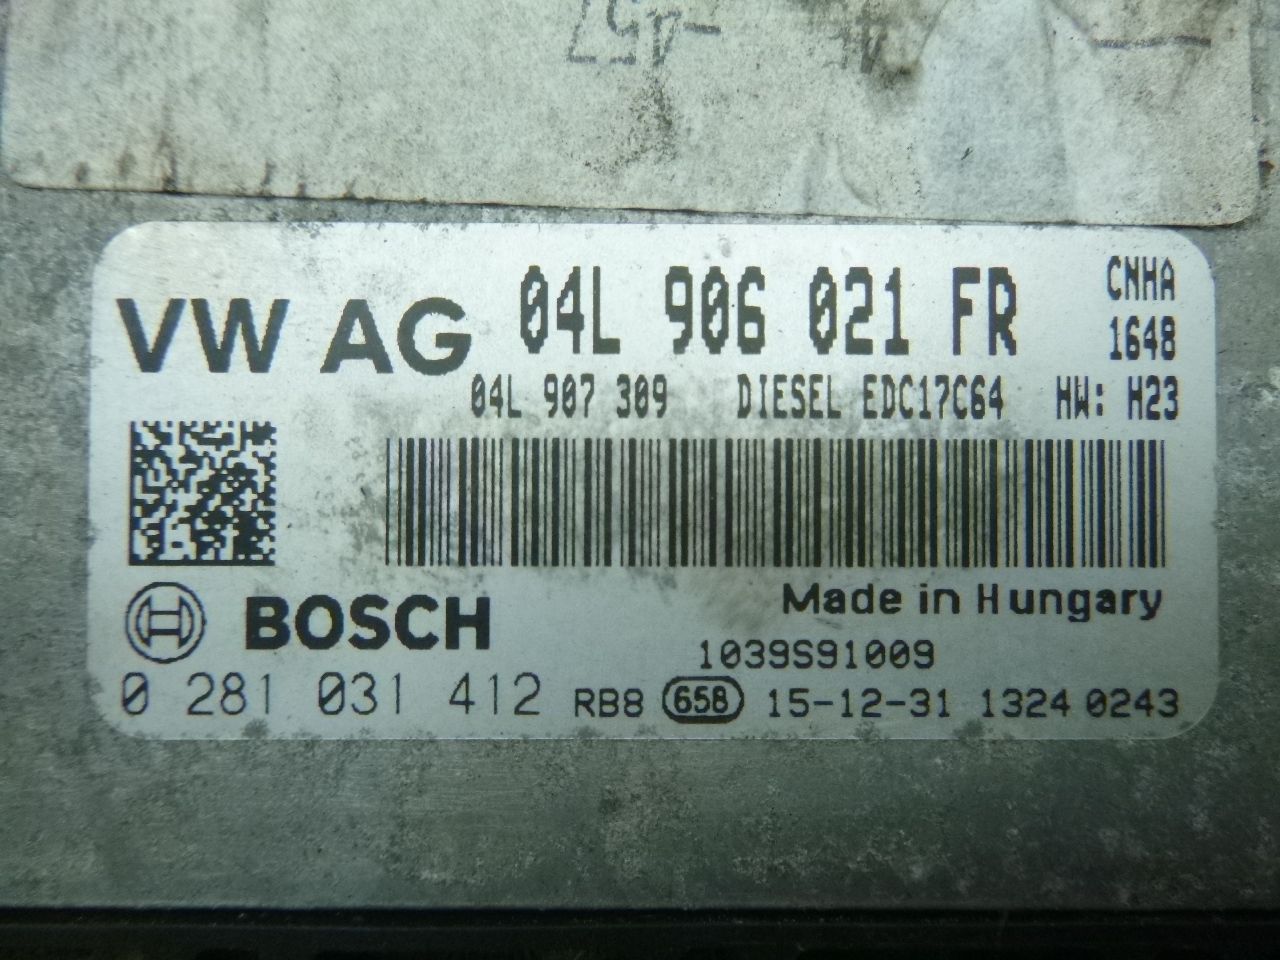 VW AG 04L 906 021 FR CNHA
1648
04L 907 309 DIESEL EDC17C64 HW: H23
BOSCH
Made in Hungary
1039S91009
0 281 031 412 RB8 658 15-12-31 1324 0243